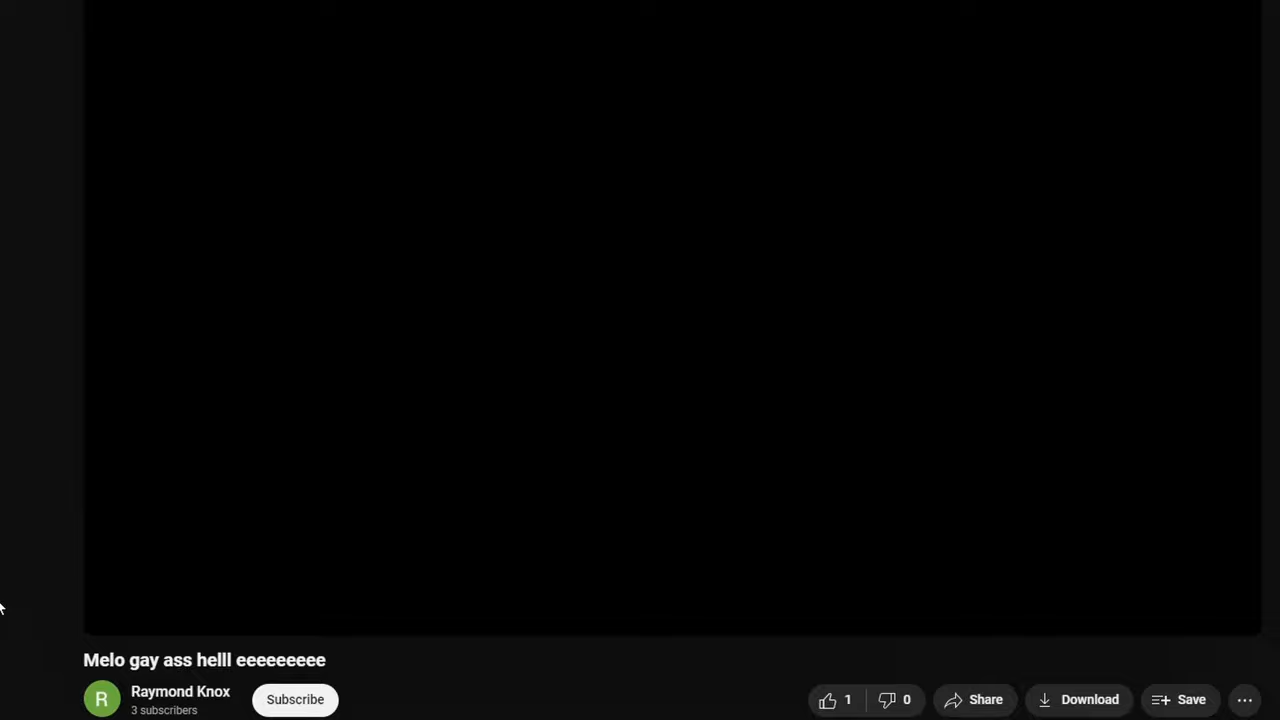 Melo gay ass helll eeeeeeeee
R
Raymond Knox
3 subscribers
Subscribe
1
0
Share
Download
Save